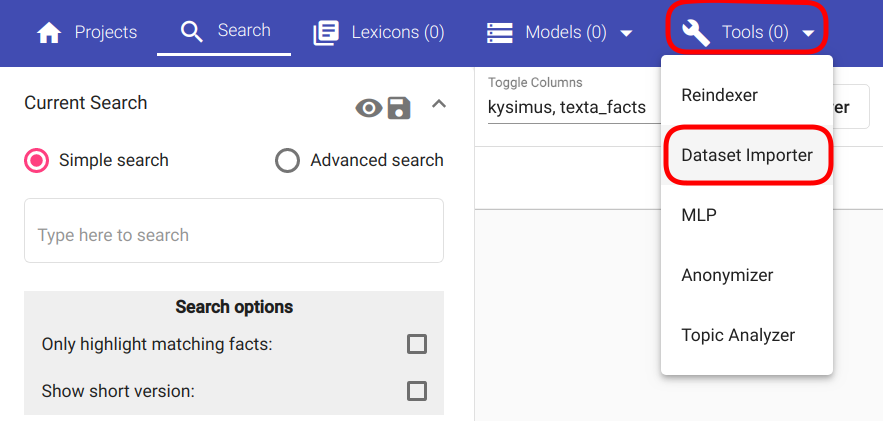 Projects
Search
Lexicons (0)
Models (0)
Tools (0)
Current Search
Simple search
Advanced search
Type here to search
Search options
Only highlight matching facts:
Show short version:
Toggle Columns
kysimus, texta_facts
er
Reindexer
Dataset Importer
MLP
Anonymizer
Topic Analyzer